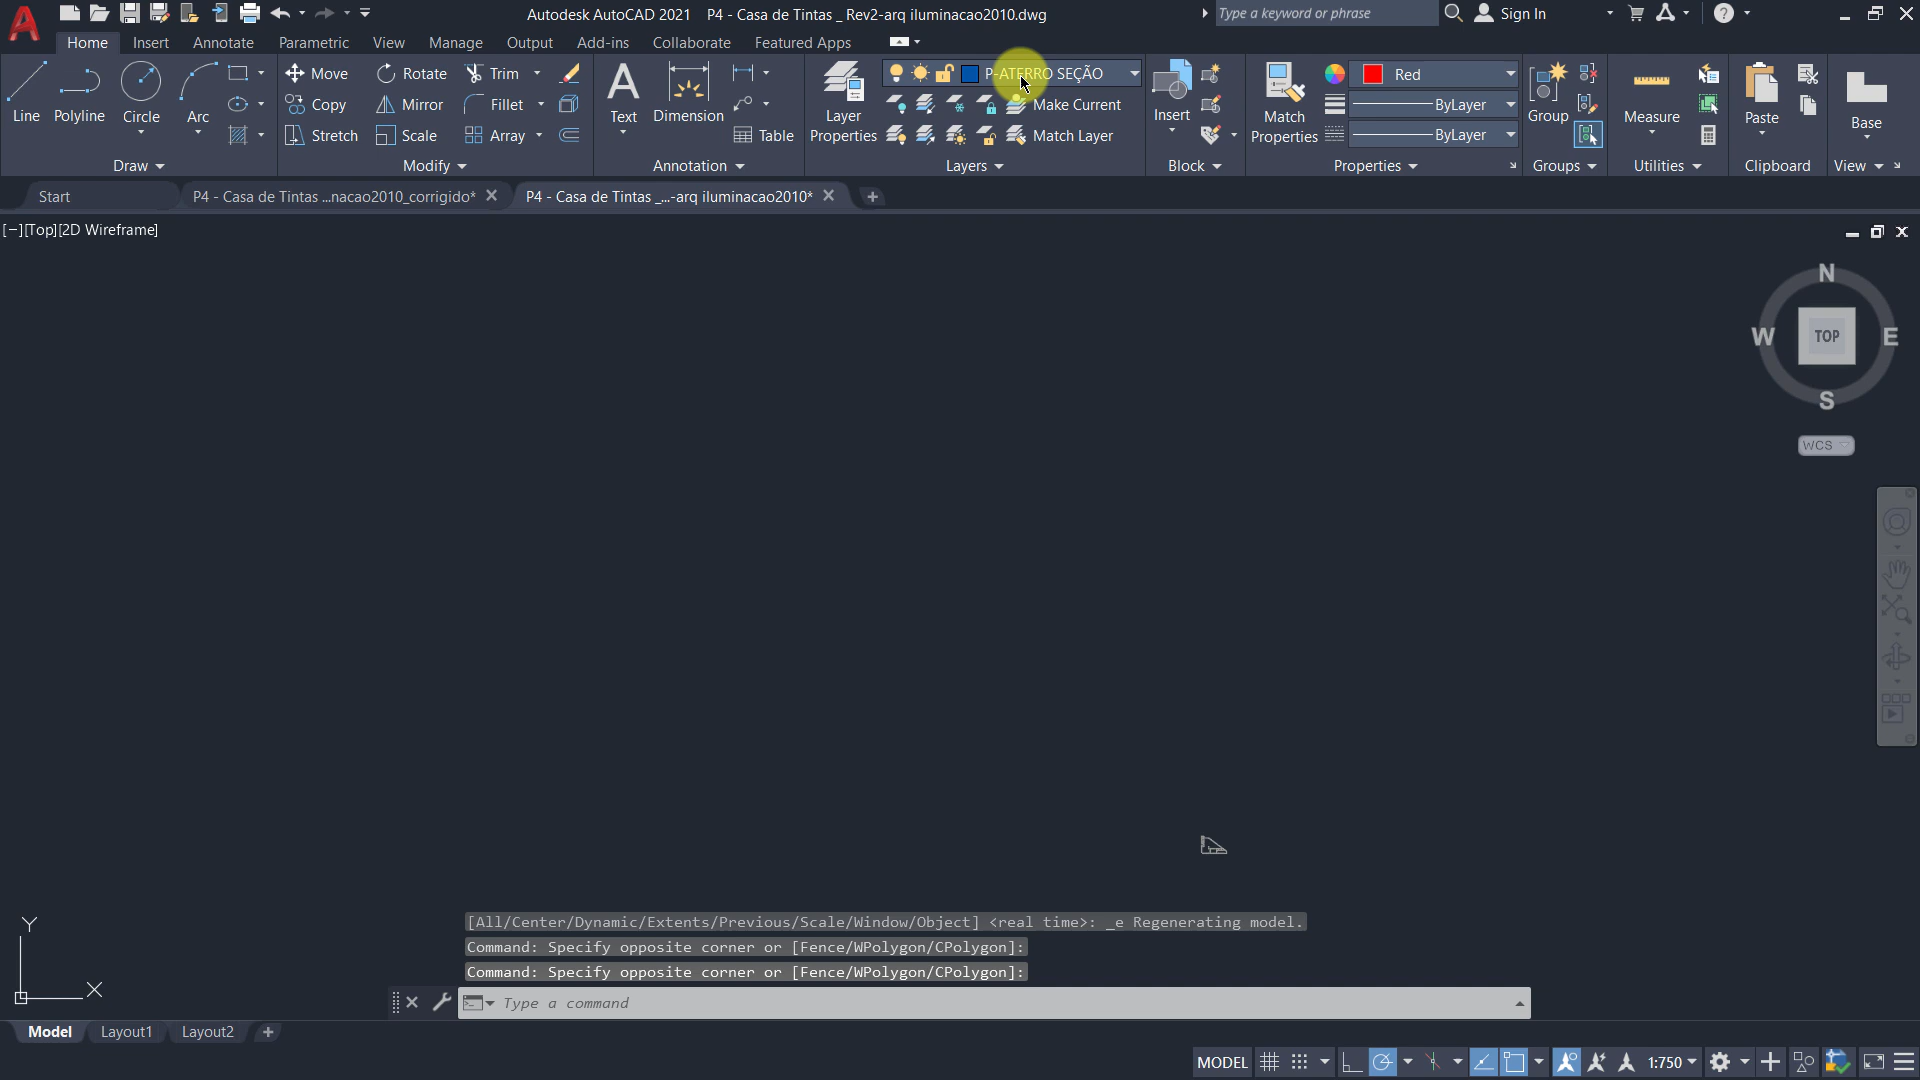 Autodesk AutoCAD 2021 P4 - Casa de Tintas _ Rev2-arq iluminacao2010.dwg
Type a keyword or phrase
Sign In
Home Insert Annotate Parametric View Manage Output Add-ins Collaborate Featured Apps
Line Polyline Circle Arc
Move Rotate Trim
Copy Mirror Fillet
Stretch Scale Array
Text Dimension Table
Layer Properties
P-ATERRO SEÇÃO
Make Current
Match Layer
Insert
Match Properties
Red
ByLayer
ByLayer
Group
Measure
Paste
Base
Draw Modify Annotation Layers Block Properties Groups Utilities Clipboard View
Start
P4 - Casa de Tintas ...nacao2010_corrigido*
P4 - Casa de Tintas _...-arq iluminacao2010*
[−][Top][2D Wireframe]
N
W TOP E
S
WCS
Y
X
[All/Center/Dynamic/Extents/Previous/Scale/Window/Object] <real time>: _e Regenerating model.
Command: Specify opposite corner or [Fence/WPolygon/CPolygon]:
Command: Specify opposite corner or [Fence/WPolygon/CPolygon]:
Type a command
Model Layout1 Layout2
MODEL
1:750